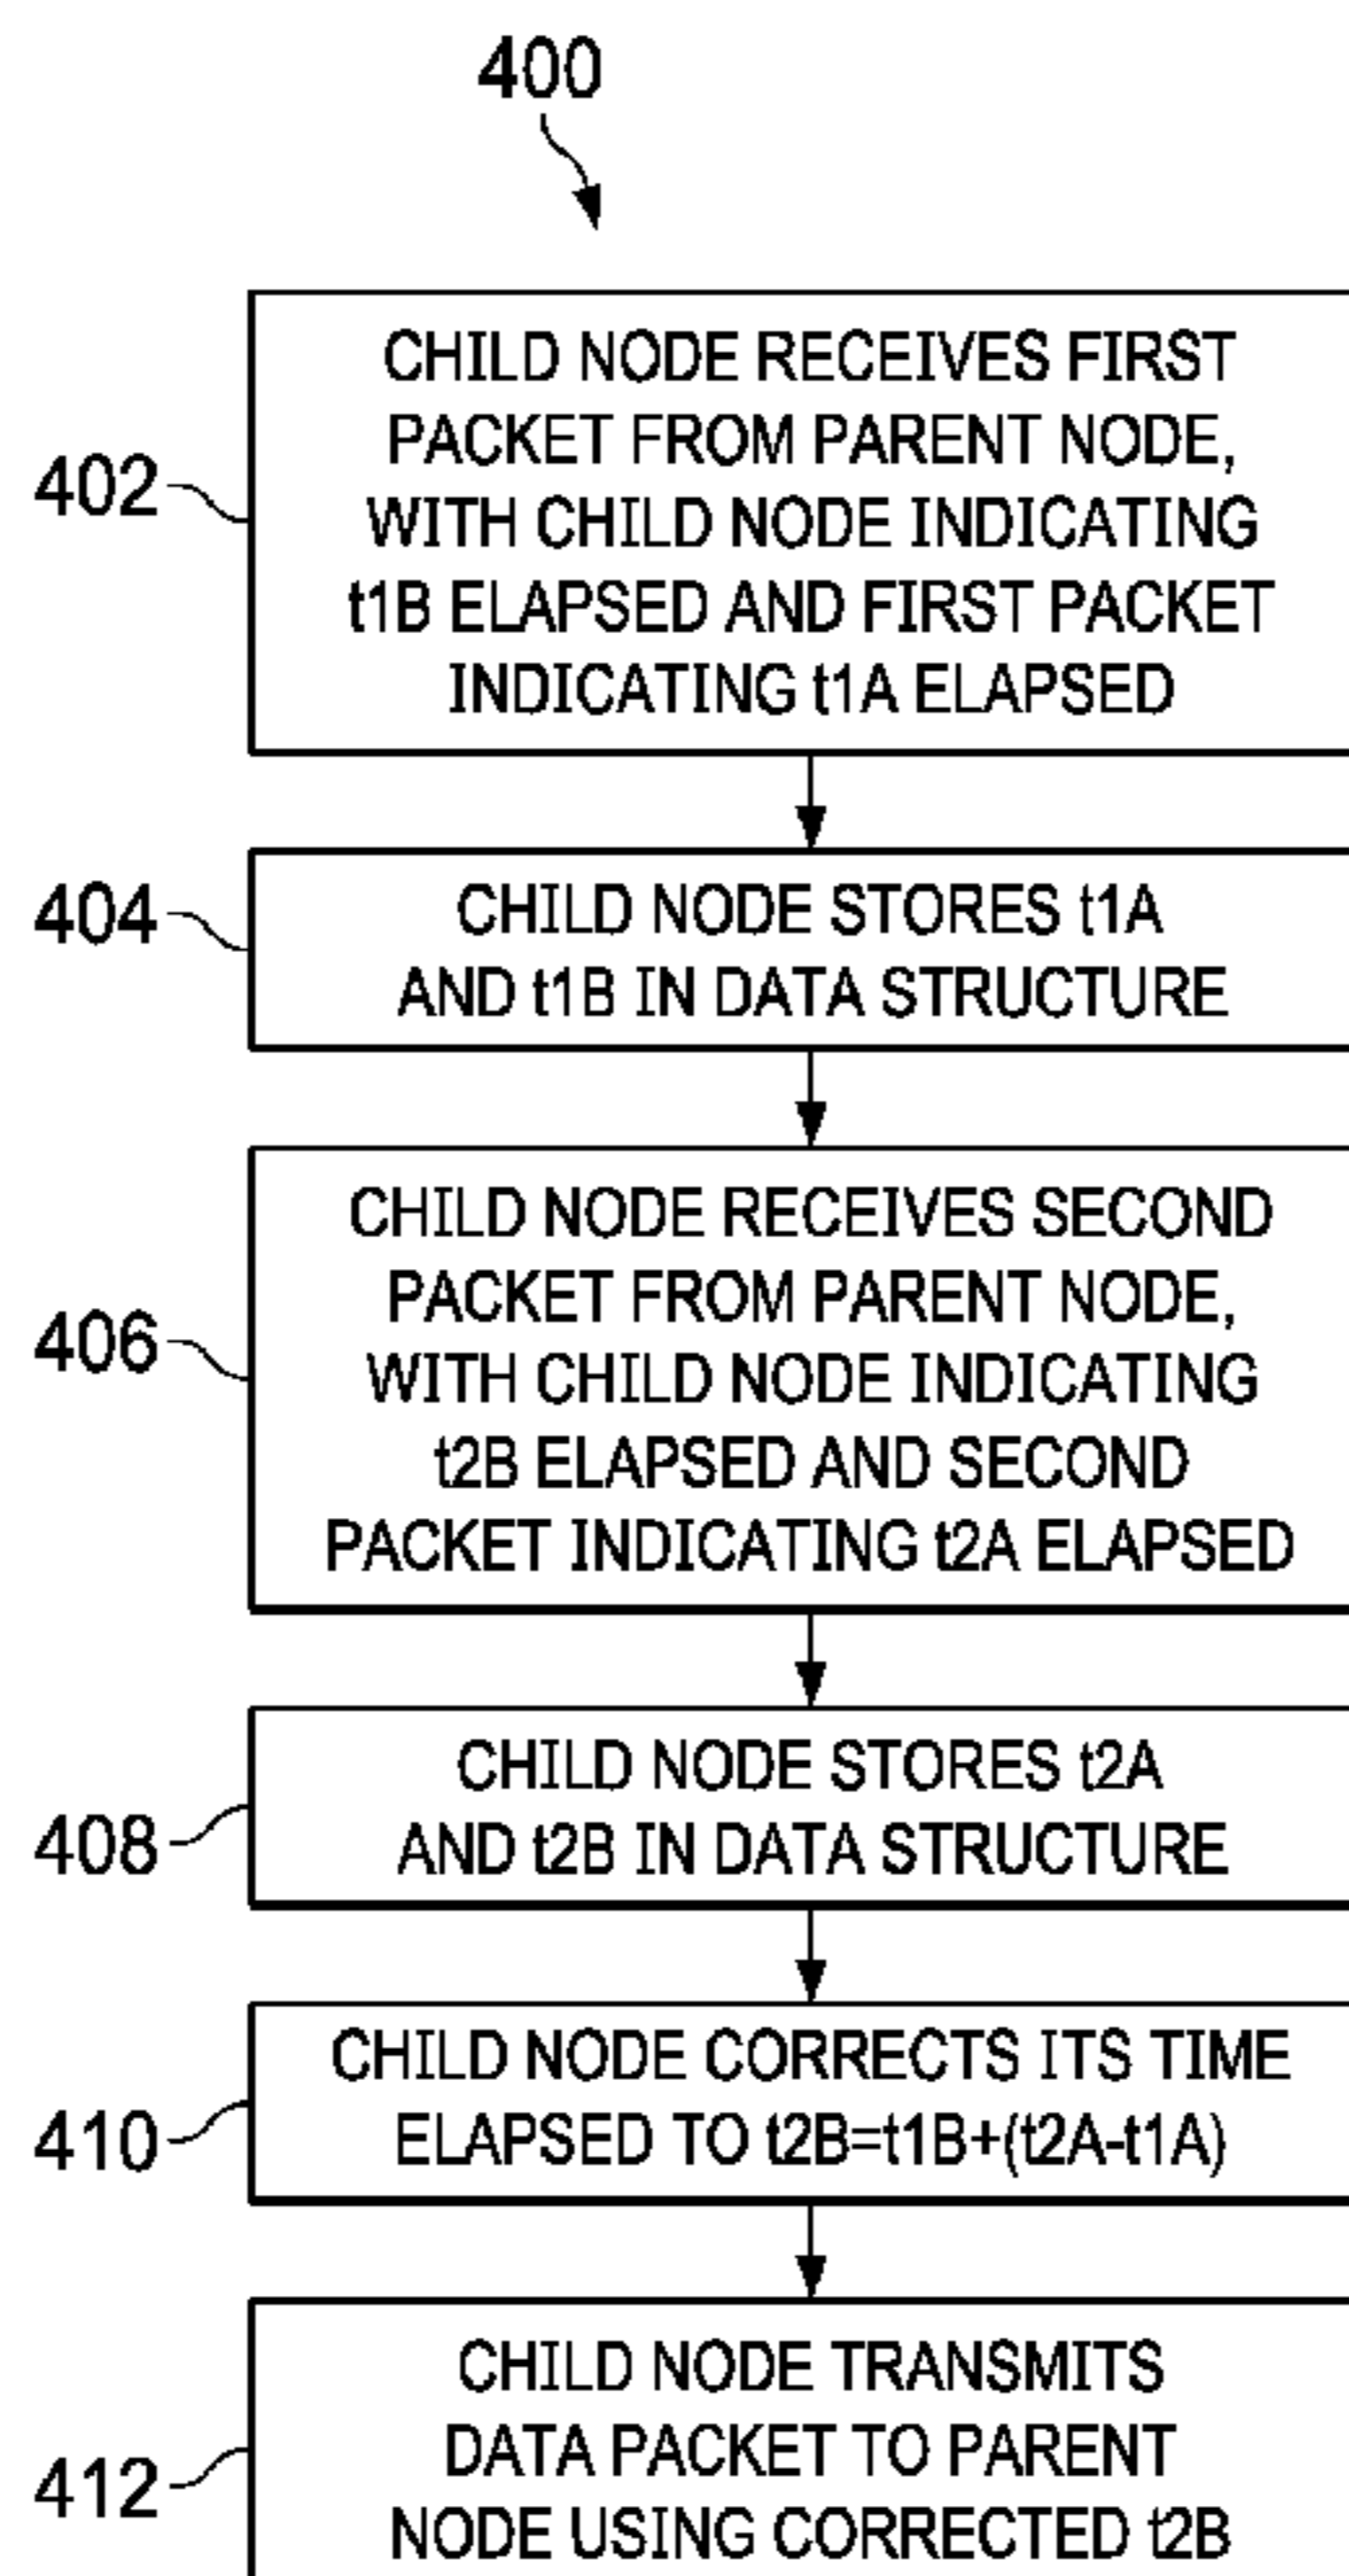 400
402
CHILD NODE RECEIVES FIRST
PACKET FROM PARENT NODE,
WITH CHILD NODE INDICATING
t1B ELAPSED AND FIRST PACKET
INDICATING t1A ELAPSED
404
CHILD NODE STORES t1A
AND t1B IN DATA STRUCTURE
406
CHILD NODE RECEIVES SECOND
PACKET FROM PARENT NODE,
WITH CHILD NODE INDICATING
t2B ELAPSED AND SECOND
PACKET INDICATING t2A ELAPSED
408
CHILD NODE STORES t2A
AND t2B IN DATA STRUCTURE
410
CHILD NODE CORRECTS ITS TIME
ELAPSED TO t2B=t1B+(t2A-t1A)
412
CHILD NODE TRANSMITS
DATA PACKET TO PARENT
NODE USING CORRECTED t2B